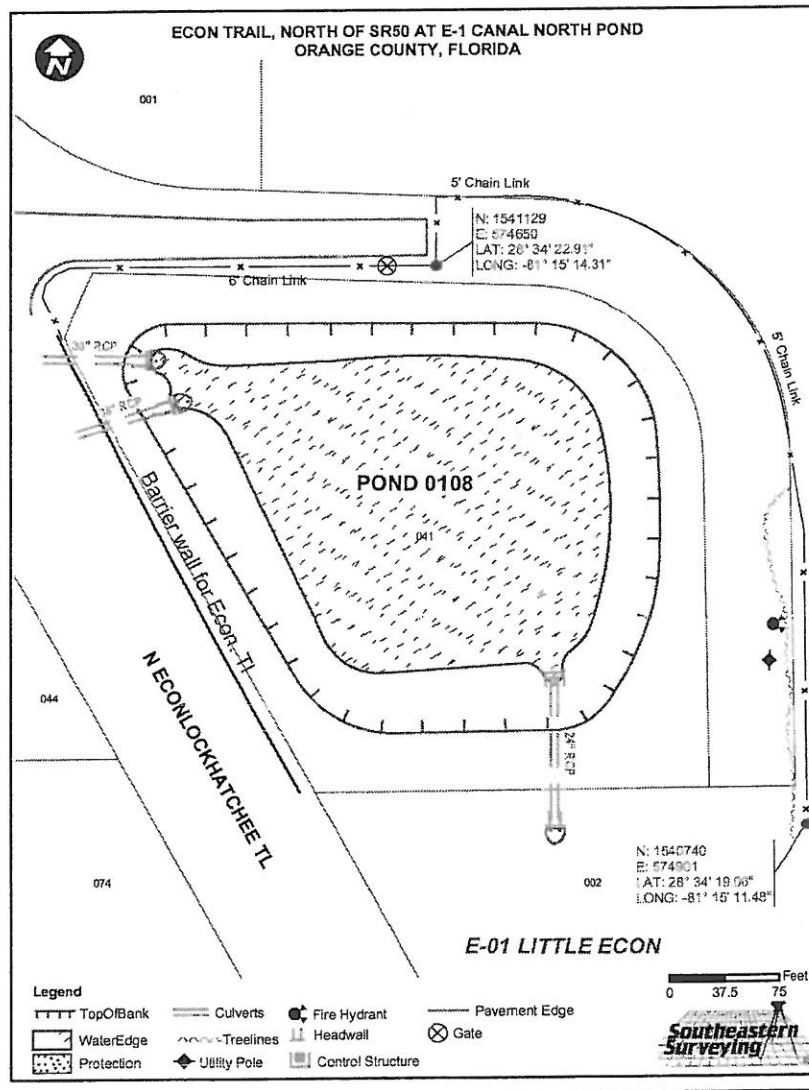 ECON TRAIL, NORTH OF SR50 AT E-1 CANAL NORTH POND
ORANGE COUNTY, FLORIDA
N
001
5' Chain Link
N: 1541129
E: 574650
LAT: 28° 34' 22.91"
LONG: -81° 15' 14.31"
6' Chain Link
5' Chain Link
RCP
RCP
POND 0108
041
Barrier wall for Econ. Tl
N ECONLOCKHATCHEE TL
044
24" RCP
074
002
N: 1540740
E: 574901
LAT: 28° 34' 19.06"
LONG: -81° 15' 11.48"
E-01 LITTLE ECON
Legend
TopOfBank
Culverts
Fire Hydrant
Pavement Edge
WaterEdge
Treelines
Headwall
Gate
Protection
Utility Pole
Control Structure
Feet
0 37.5 75
Southeastern
Surveying